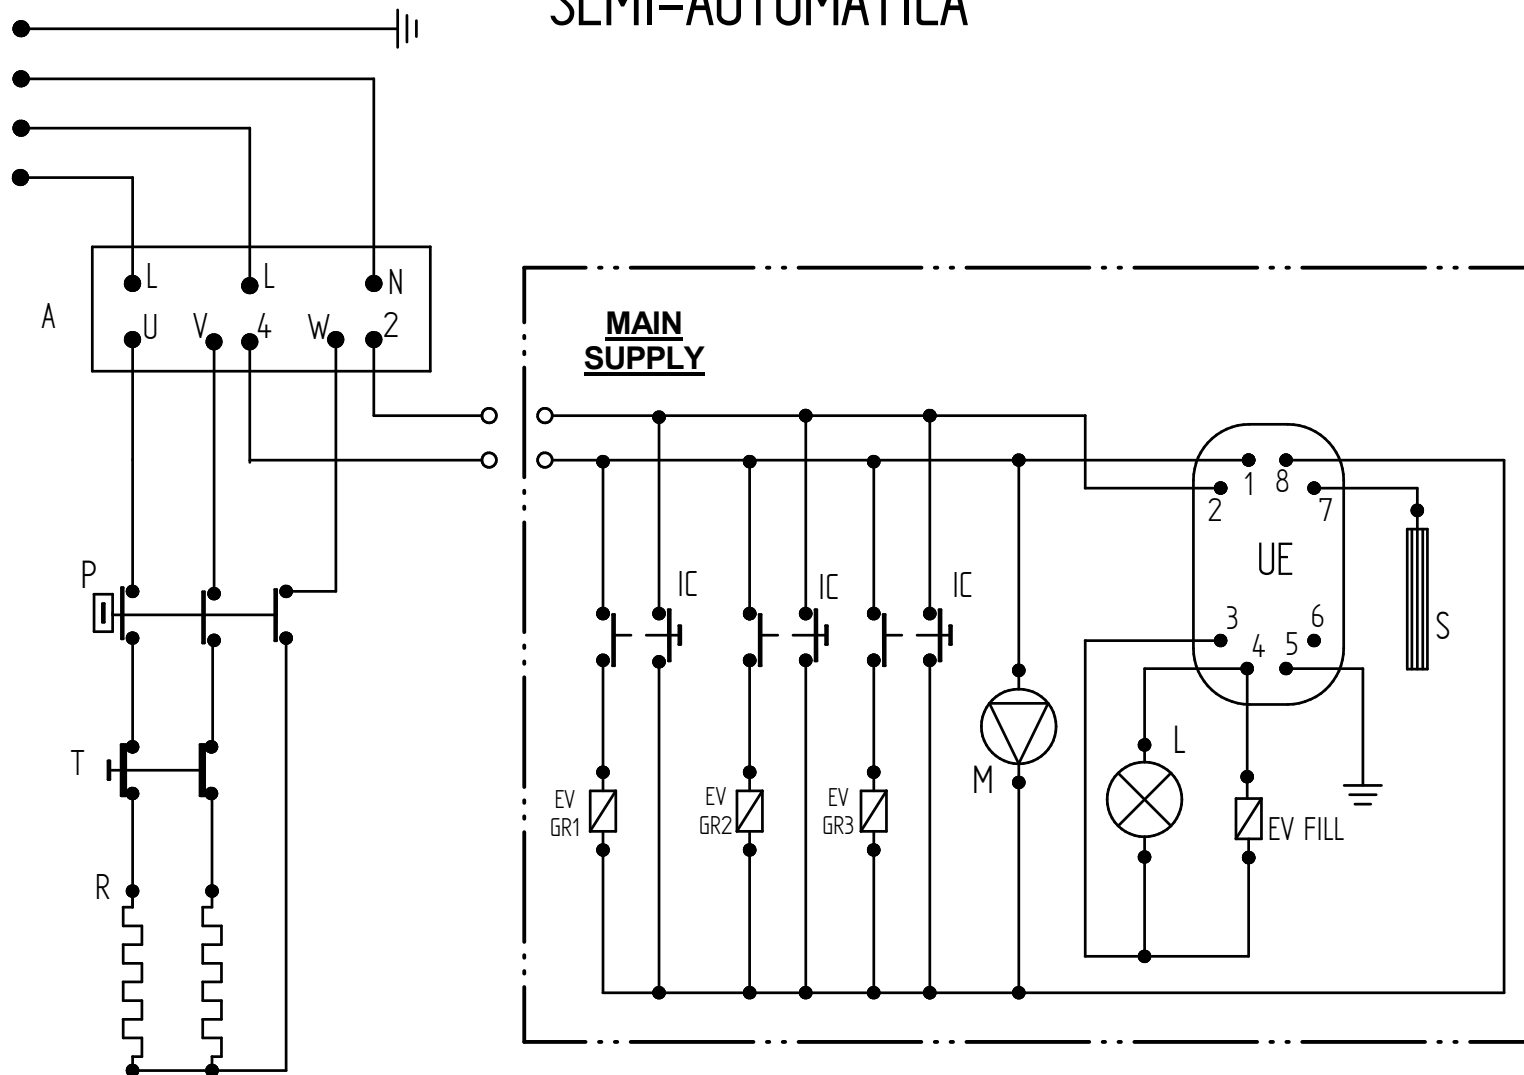 SEMI-AUTOMATICA
L L N
A
U V 4 W 2
MAIN
SUPPLY
1 8
2 7
UE
P
IC IC IC
3 6
4 5
S
T
L
M
EV EV EV
GR1 GR2 GR3
EV FILL
R